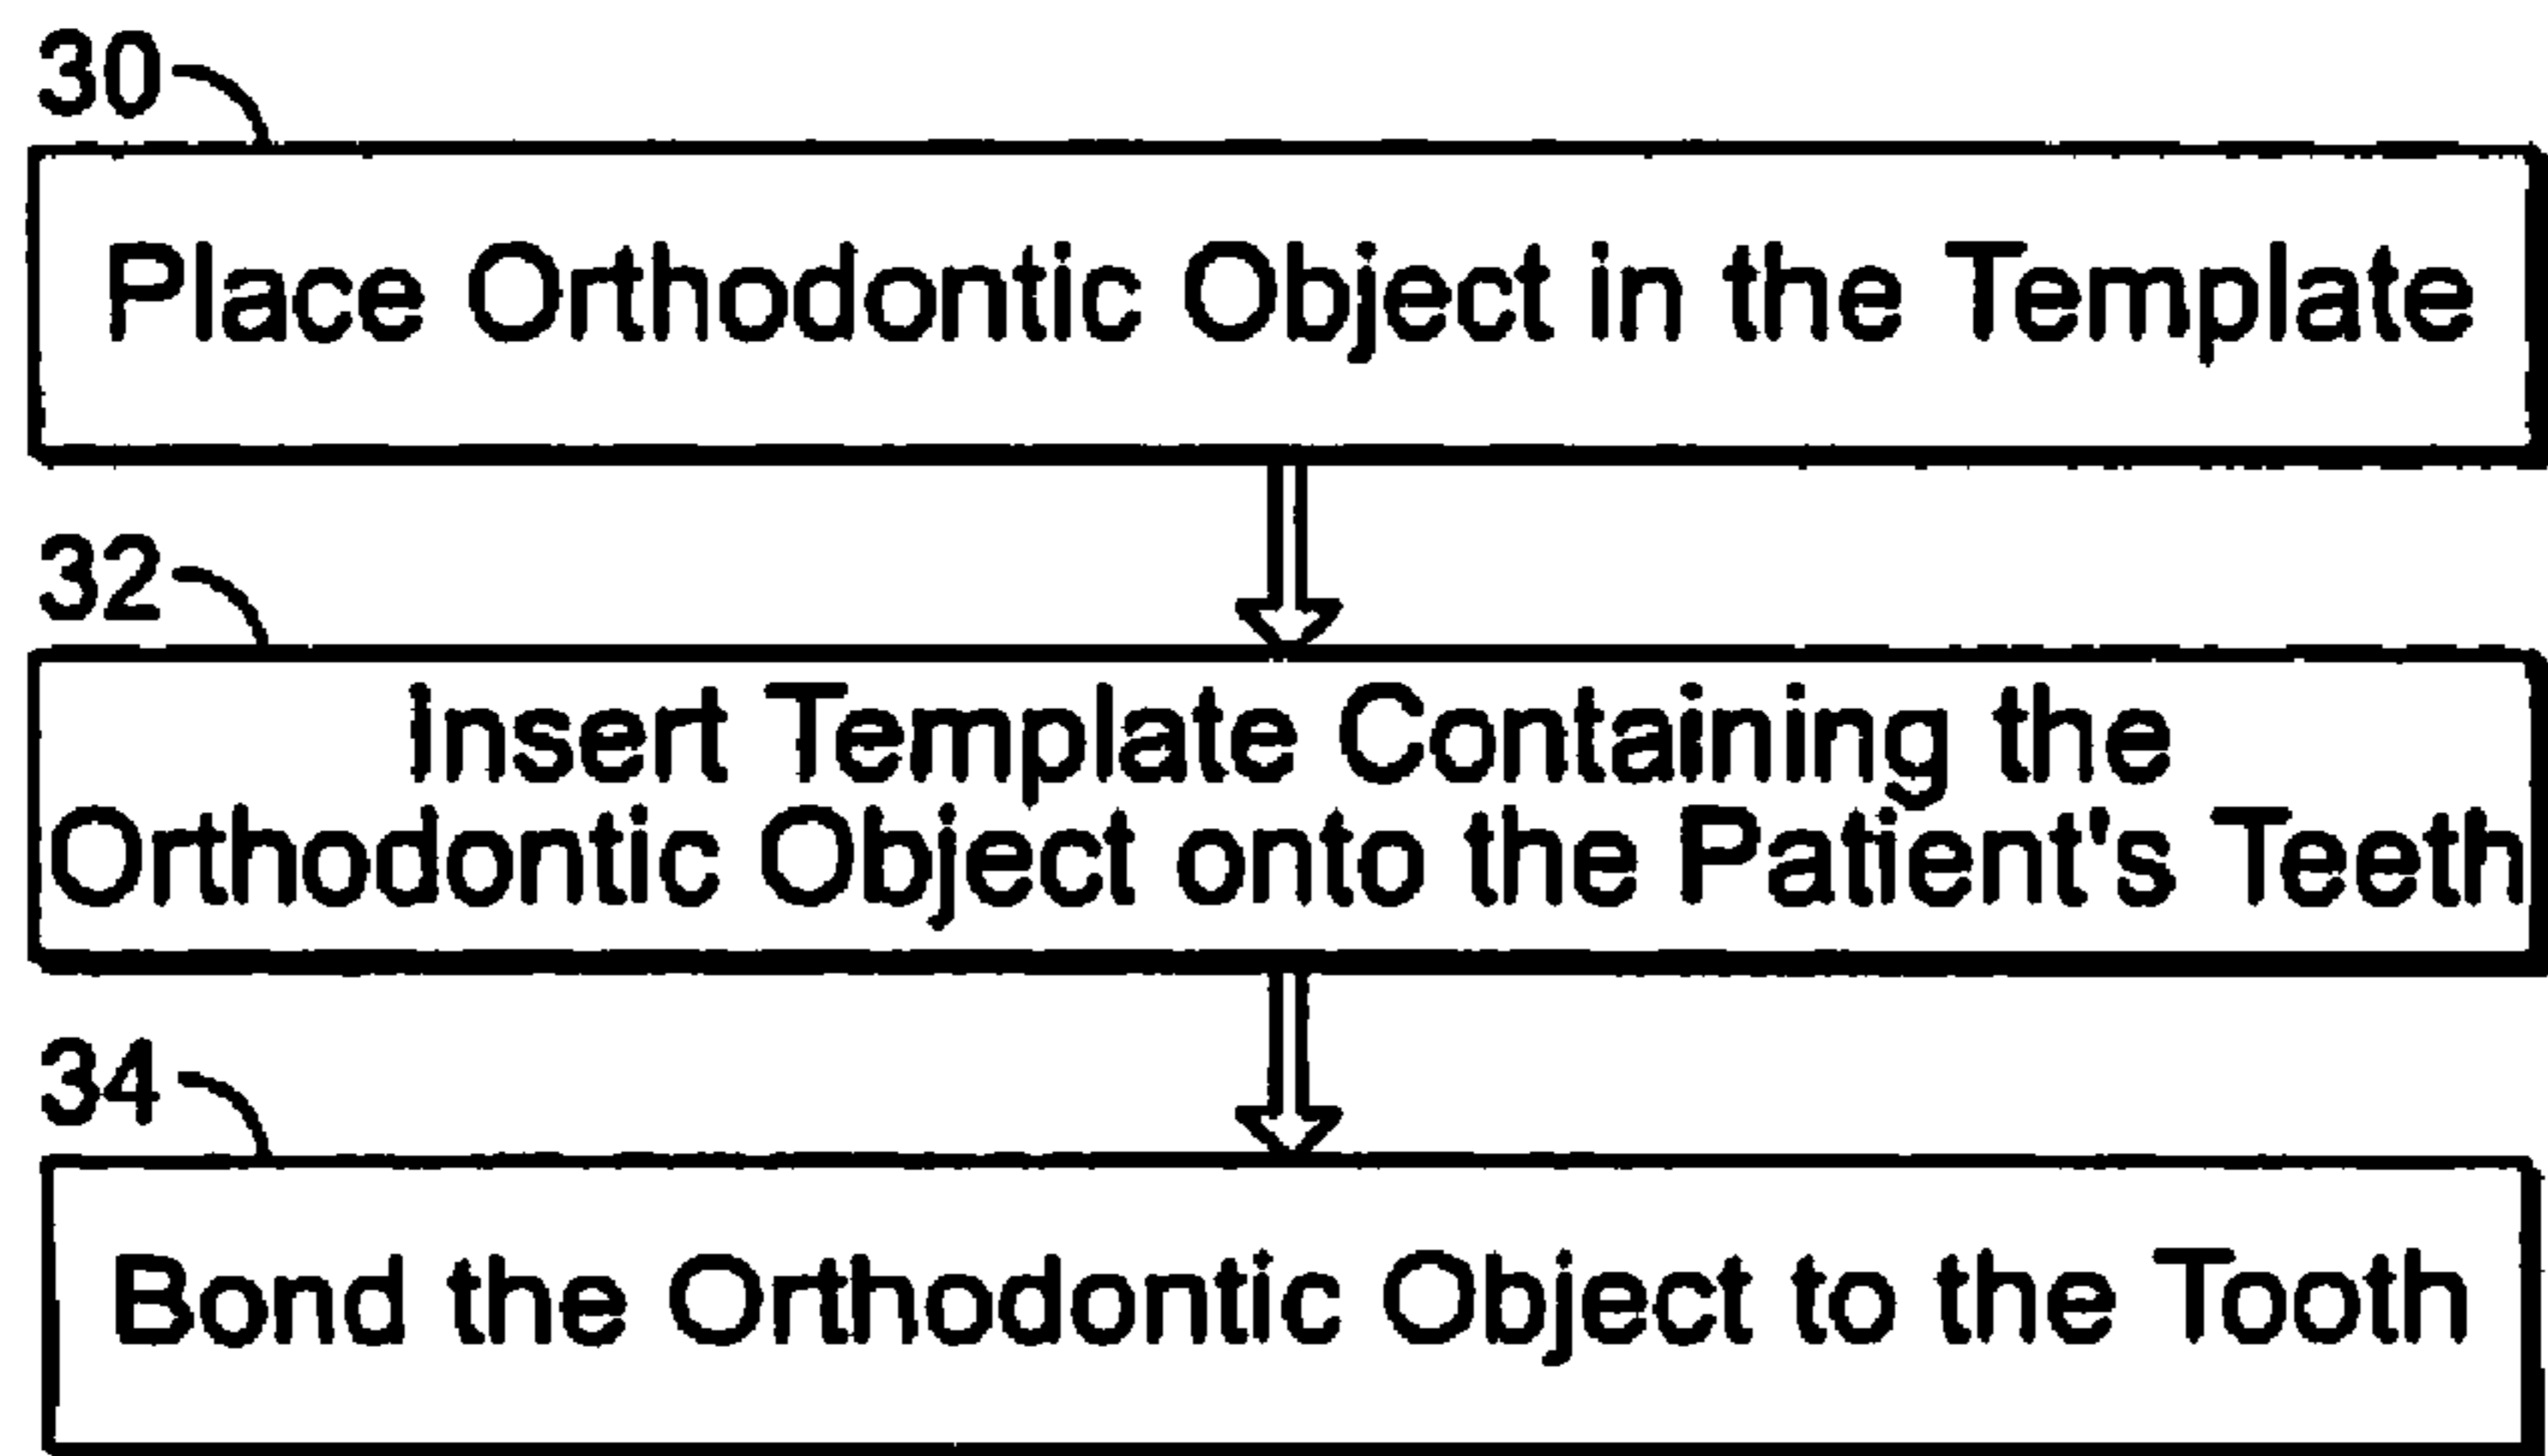 30
Place Orthodontic Object in the Template
32
Insert Template Containing the
Orthodontic Object onto the Patient's Teeth
34
Bond the Orthodontic Object to the Tooth